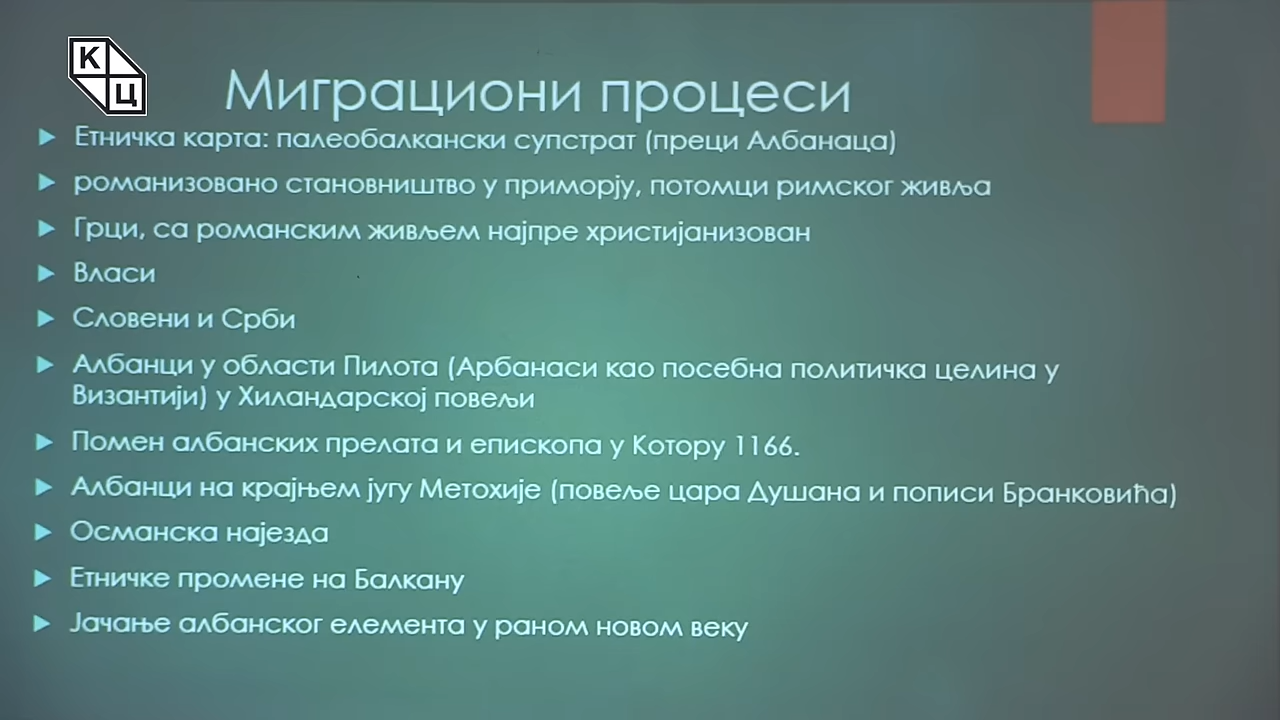 КЦ
Миграциони процеси
Етничка карта: палеобалкански супстрат (преци Албанаца)
романизовано становништво у приморју, потомци римског живља
Грци, са романским живљем најпре христијанизован
Власи
Словени и Срби
Албанци у области Пилота (Арбанаси као посебна политичка целина у
Византији) у Хиландарској повељи
Помен албанских прелата и епископа у Котору 1166.
Албанци на крајњем југу Метохије (повеље цара Душана и пописи Бранковића)
Османска најезда
Етничке промене на Балкану
Јачање албанског елемента у раном новом веку